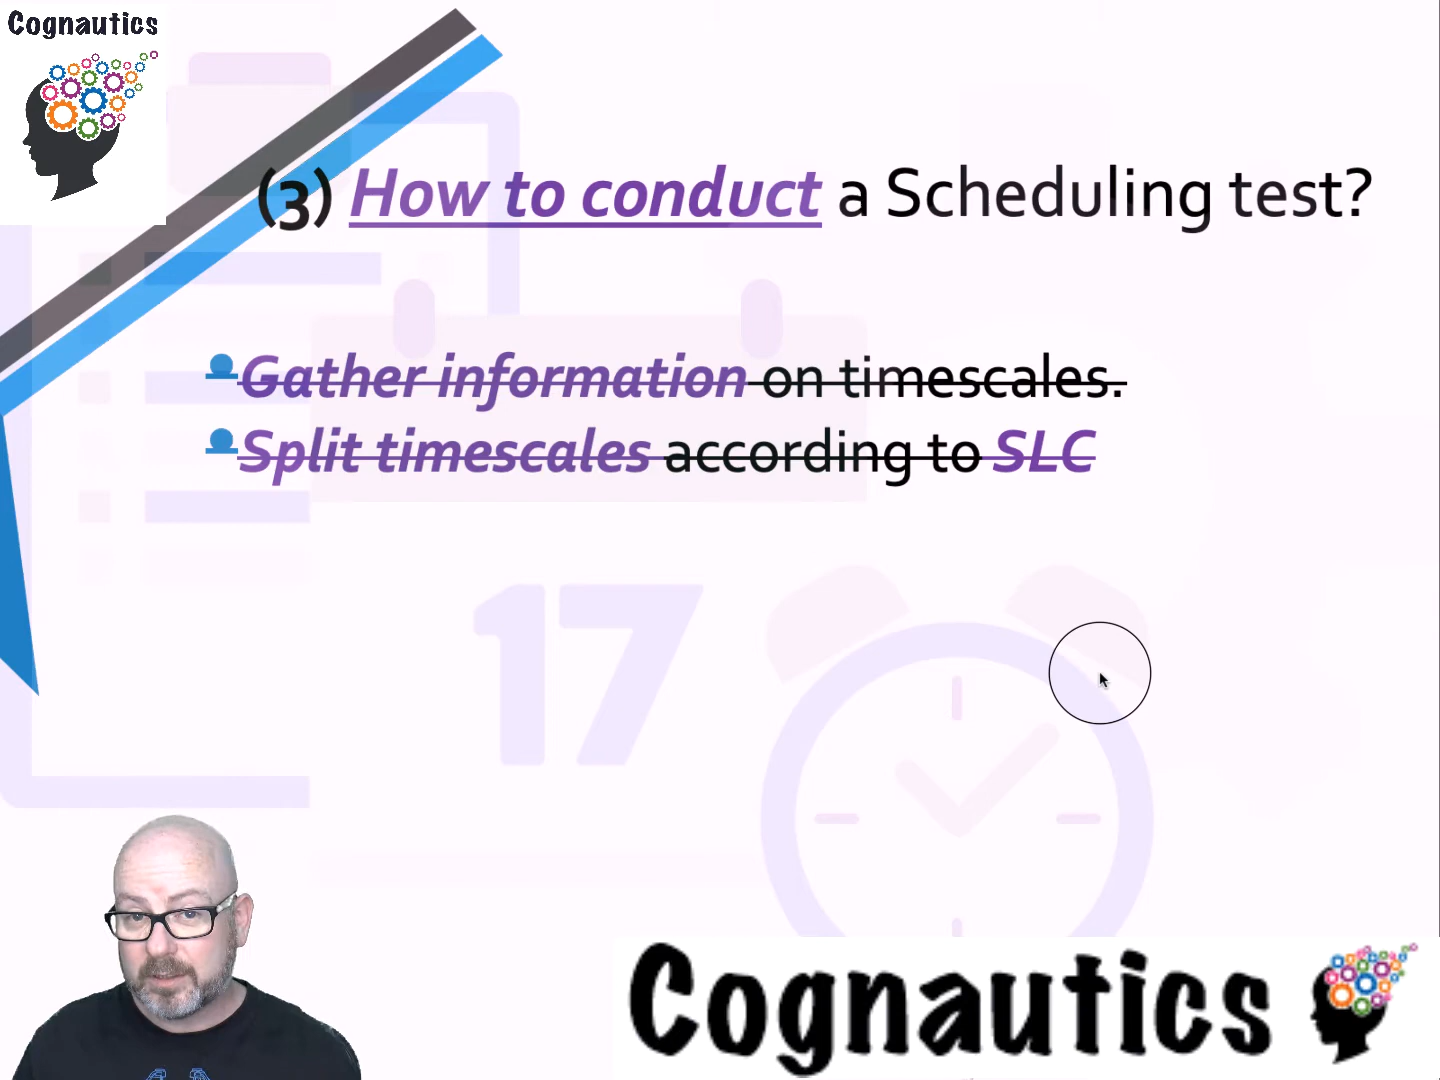 Cognautics
(3) How to conduct a Scheduling test?
Gather information on timescales.
Split timescales according to SLC
17
Cognautics